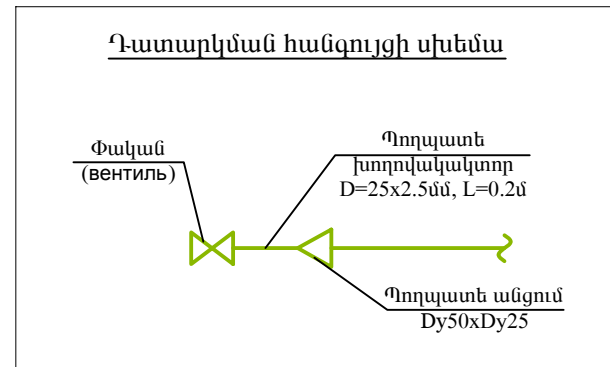 Դատարկման հանգույցի սխեմա
Փական
(вентиль)
Պողպատե
խողովակակտոր
D=25x2.5մմ, L=0.2մ
Պողպատե անցում
Dy50xDy25